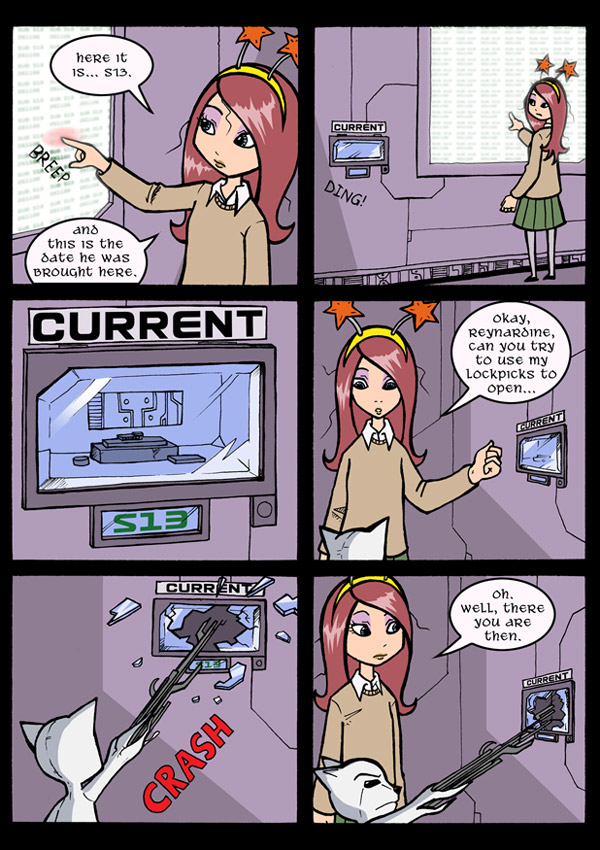 Here it
is... S13.
BREEP
and
this is the
date he was
brought here.
CURRENT
DING!
CURRENT
S13
Okay,
Reynardine,
can you try
to use my
lockpicks to
open...
CURRENT
CURRENT
S13
CRASH
Oh.
Well, there
you are
then.
CURRENT